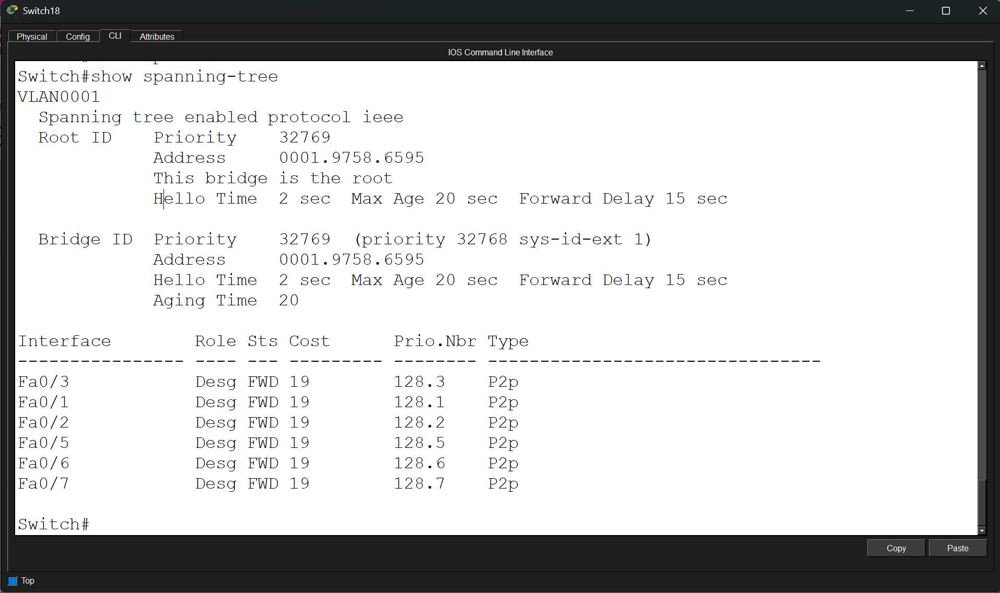 Switch18
Physical Config CLI Attributes
IOS Command Line Interface
Switch#show spanning-tree
VLAN0001
  Spanning tree enabled protocol ieee
  Root ID    Priority    32769
             Address     0001.9758.6595
             This bridge is the root
             Hello Time  2 sec  Max Age 20 sec  Forward Delay 15 sec
  Bridge ID  Priority    32769  (priority 32768 sys-id-ext 1)
             Address     0001.9758.6595
             Hello Time  2 sec  Max Age 20 sec  Forward Delay 15 sec
             Aging Time  20
Interface        Role Sts Cost      Prio.Nbr Type
---------------- ---- --- --------- -------- --------------------------------
Fa0/3            Desg FWD 19        128.3    P2p
Fa0/1            Desg FWD 19        128.1    P2p
Fa0/2            Desg FWD 19        128.2    P2p
Fa0/5            Desg FWD 19        128.5    P2p
Fa0/6            Desg FWD 19        128.6    P2p
Fa0/7            Desg FWD 19        128.7    P2p
Switch#
Copy Paste
Top